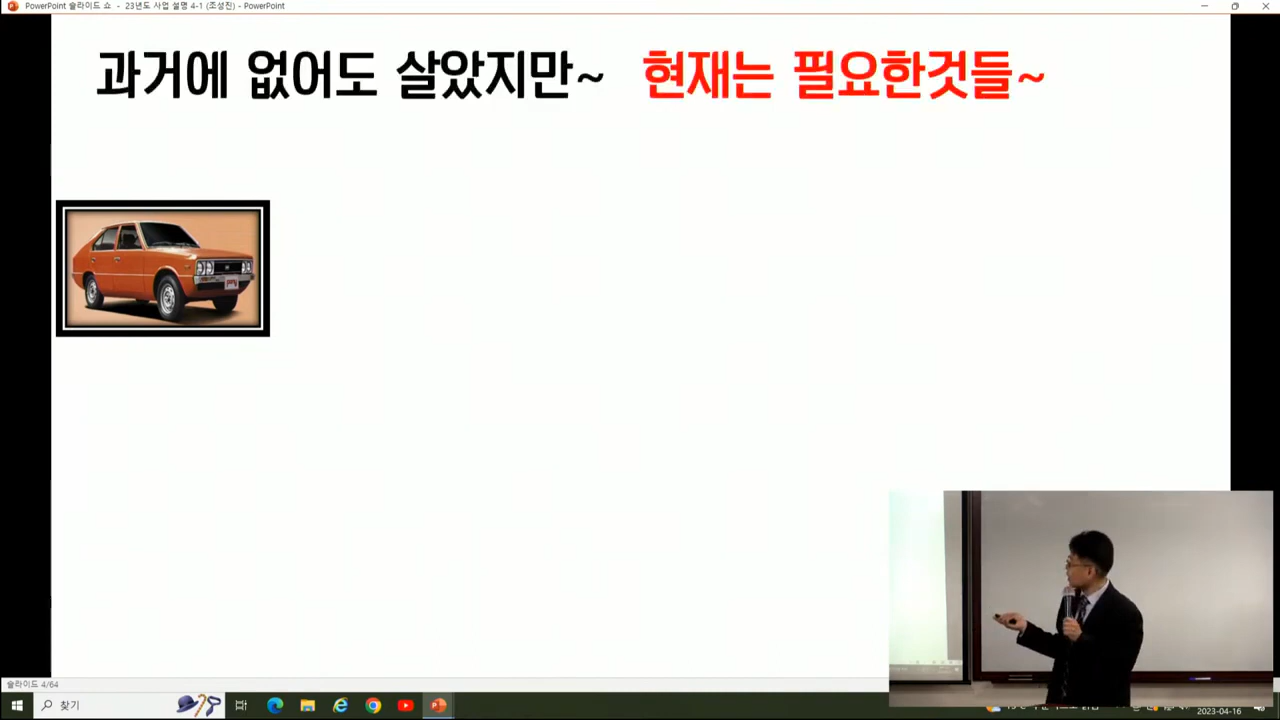 PowerPoint 슬라이드 쇼 - 23년도 사업 설명 4-1 (조성진) - PowerPoint
과거에 없어도 살았지만~ 현재는 필요한것들~
슬라이드 4/64
찾기
2023-04-16